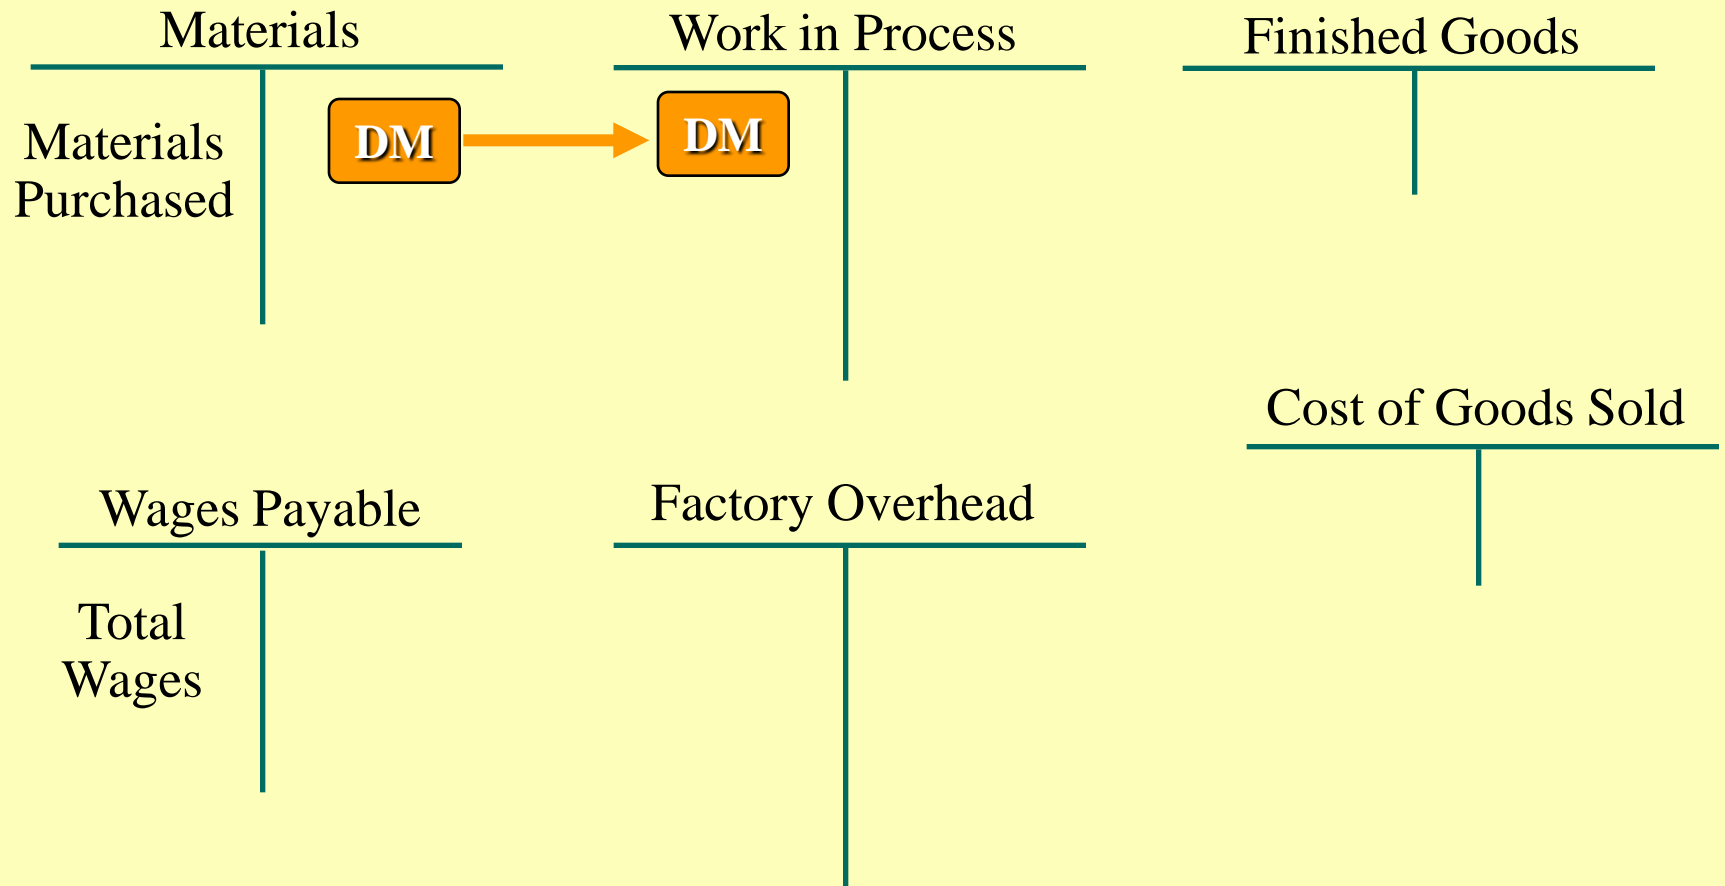 Materials
Work in Process
Finished Goods
Materials
Purchased
DM
DM
Cost of Goods Sold
Wages Payable
Factory Overhead
Total
Wages